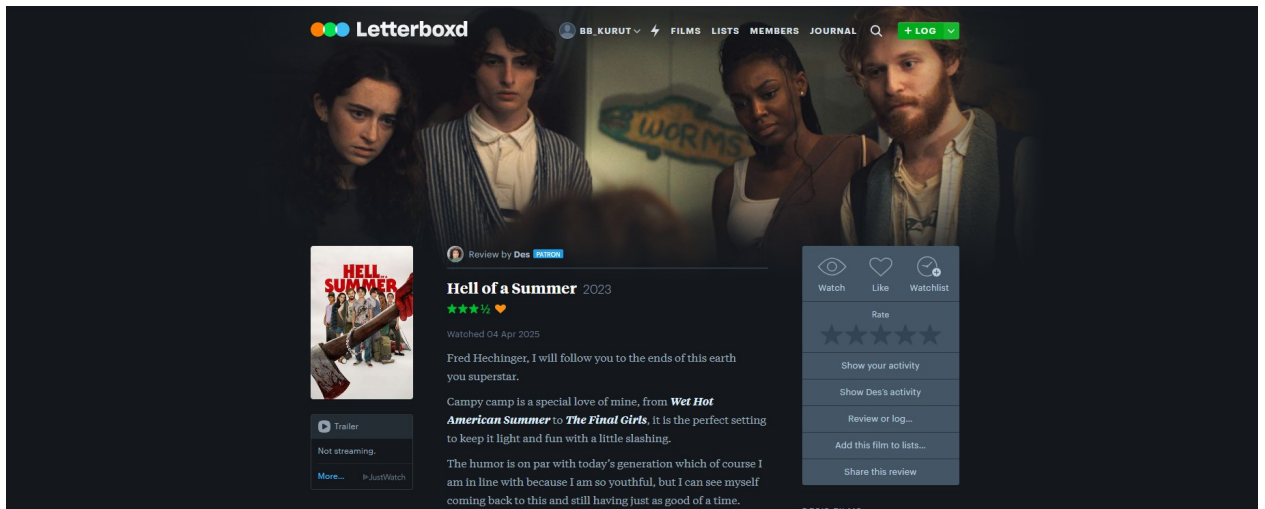 Letterboxd
BB_KURUT
FILMS
LISTS
MEMBERS
JOURNAL
+ LOG
WORMS
HELL...
SUMMER
Trailer
Not streaming.
More...
JustWatch
Review by Des PATRON
Hell of a Summer 2023
★★★½
Watched 04 Apr 2025
Fred Hechinger, I will follow you to the ends of this earth
you superstar.
Campy camp is a special love of mine, from Wet Hot
American Summer to The Final Girls, it is the perfect setting
to keep it light and fun with a little slashing.
The humor is on par with today's generation which of course I
am in line with because I am so youthful, but I can see myself
coming back to this and still having just as good of a time.
Watch
Like
Watchlist
Rate
Show your activity
Show Des's activity
Review or log...
Add this film to lists...
Share this review